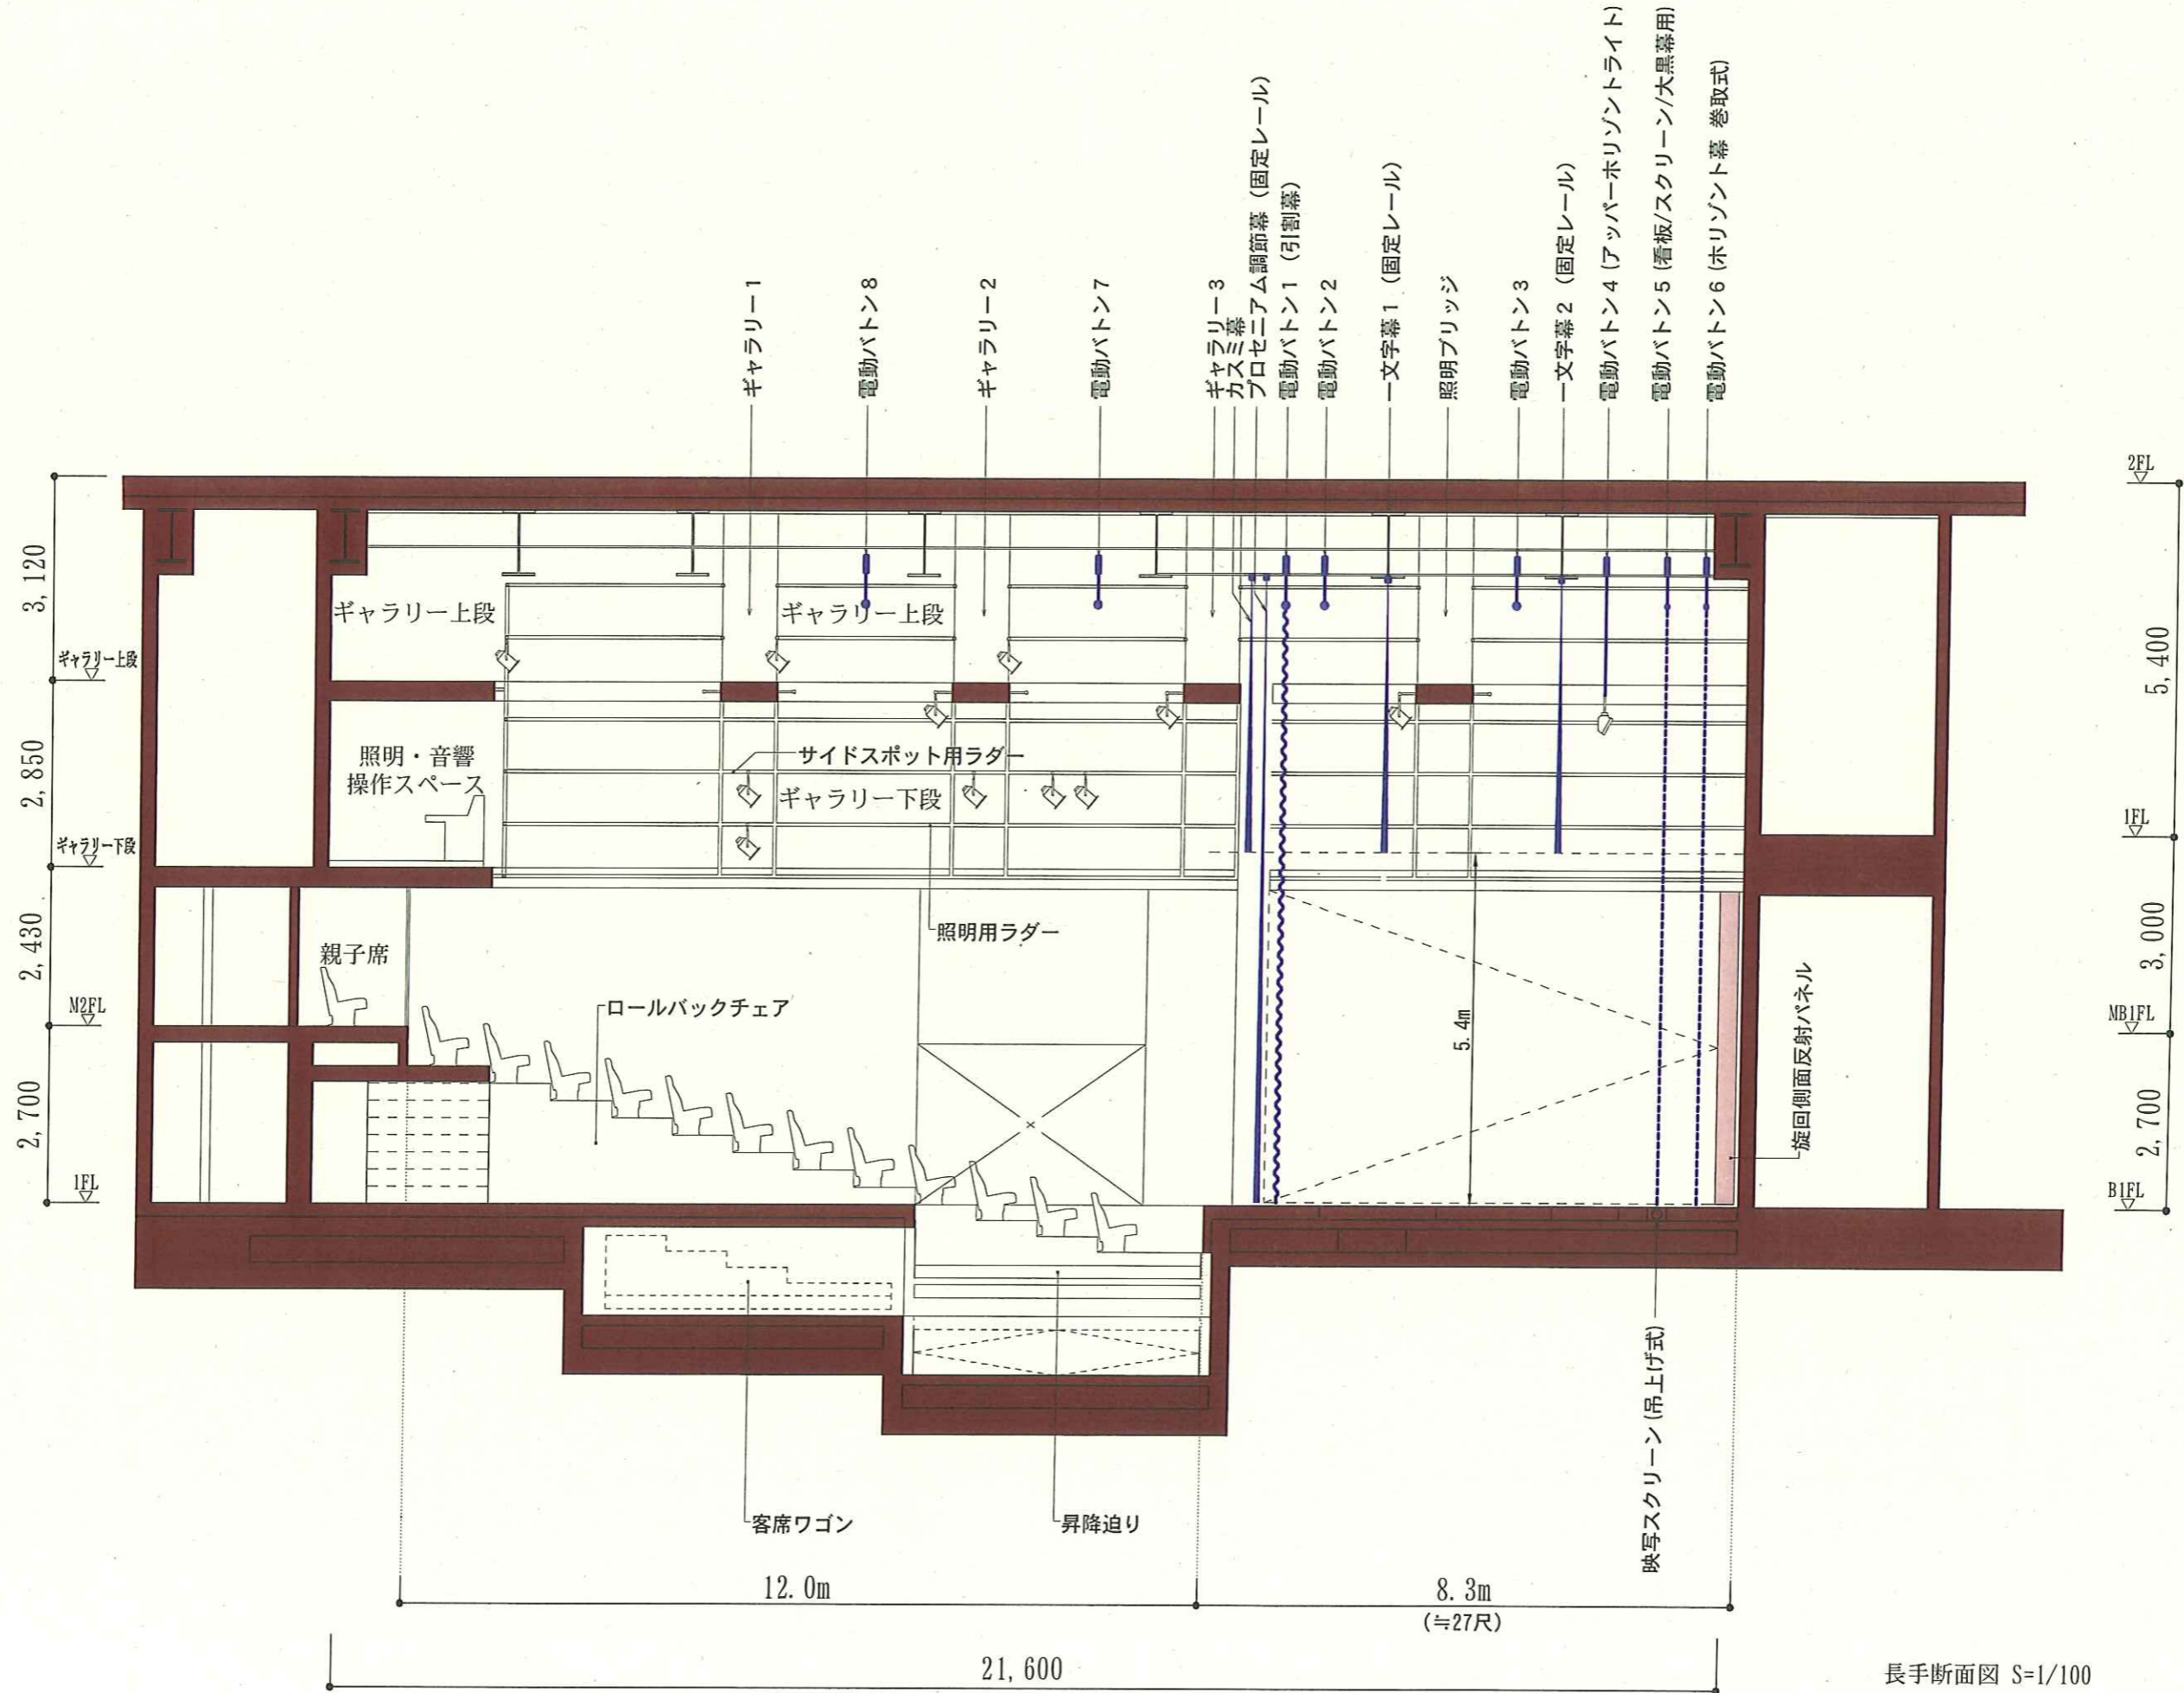 ギャラリー1
電動バトン8
ギャラリー2
電動バトン7
ギャラリー3
カスミ幕
プロセニアム調節幕 (固定レール)
電動バトン1 (引割幕)
電動バトン2
一文字幕1 (固定レール)
照明ブリッジ
電動バトン3
一文字幕2 (固定レール)
電動バトン4 (アッパーホリゾントライト)
電動バトン5 (看板/スクリーン/大黒幕用)
電動バトン6 (ホリゾント幕 巻取式)
2FL
3,120
ギャラリー上段
ギャラリー上段
ギャラリー上段
5,400
2,850
照明・音響
操作スペース
サイドスポット用ラダー
ギャラリー下段
ギャラリー下段
1FL
2,430
親子席
照明用ラダー
3,000
M2FL
ロールバックチェア
5.4m
旋回側面反射パネル
MB1FL
2,700
2,700
1FL
B1FL
客席ワゴン
昇降迫り
映写スクリーン (吊上げ式)
12.0m
8.3m
(≒27尺)
21,600
長手断面図 S=1/100